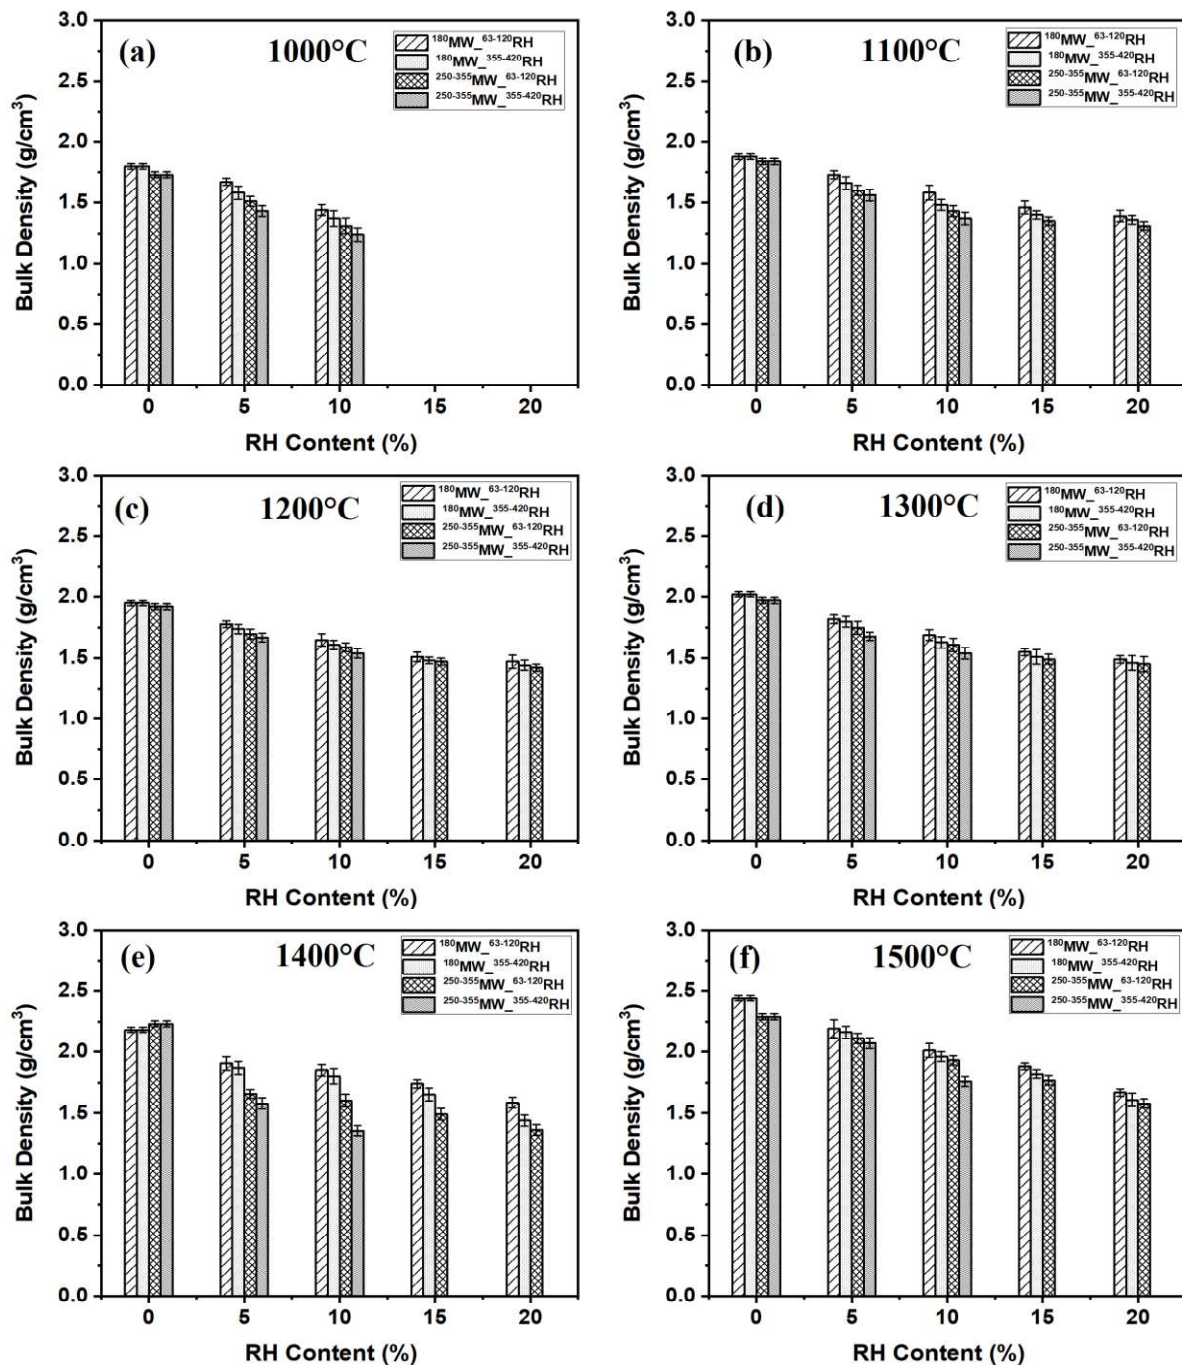 (a) 1000°C
¹⁸⁰MW_⁶³⁻¹²⁰RH
¹⁸⁰MW_³⁵⁵⁻⁴²⁰RH
²⁵⁰⁻³⁵⁵MW_⁶³⁻¹²⁰RH
²⁵⁰⁻³⁵⁵MW_³⁵⁵⁻⁴²⁰RH
3.0
2.5
2.0
1.5
1.0
0.5
0.0
Bulk Density (g/cm³)
0 5 10 15 20
RH Content (%)
(b) 1100°C
¹⁸⁰MW_⁶³⁻¹²⁰RH
¹⁸⁰MW_³⁵⁵⁻⁴²⁰RH
²⁵⁰⁻³⁵⁵MW_⁶³⁻¹²⁰RH
²⁵⁰⁻³⁵⁵MW_³⁵⁵⁻⁴²⁰RH
3.0
2.5
2.0
1.5
1.0
0.5
0.0
Bulk Density (g/cm³)
0 5 10 15 20
RH Content (%)
(c) 1200°C
¹⁸⁰MW_⁶³⁻¹²⁰RH
¹⁸⁰MW_³⁵⁵⁻⁴²⁰RH
²⁵⁰⁻³⁵⁵MW_⁶³⁻¹²⁰RH
²⁵⁰⁻³⁵⁵MW_³⁵⁵⁻⁴²⁰RH
3.0
2.5
2.0
1.5
1.0
0.5
0.0
Bulk Density (g/cm³)
0 5 10 15 20
RH Content (%)
(d) 1300°C
¹⁸⁰MW_⁶³⁻¹²⁰RH
¹⁸⁰MW_³⁵⁵⁻⁴²⁰RH
²⁵⁰⁻³⁵⁵MW_⁶³⁻¹²⁰RH
²⁵⁰⁻³⁵⁵MW_³⁵⁵⁻⁴²⁰RH
3.0
2.5
2.0
1.5
1.0
0.5
0.0
Bulk Density (g/cm³)
0 5 10 15 20
RH Content (%)
(e) 1400°C
¹⁸⁰MW_⁶³⁻¹²⁰RH
¹⁸⁰MW_³⁵⁵⁻⁴²⁰RH
²⁵⁰⁻³⁵⁵MW_⁶³⁻¹²⁰RH
²⁵⁰⁻³⁵⁵MW_³⁵⁵⁻⁴²⁰RH
3.0
2.5
2.0
1.5
1.0
0.5
0.0
Bulk Density (g/cm³)
0 5 10 15 20
RH Content (%)
(f) 1500°C
¹⁸⁰MW_⁶³⁻¹²⁰RH
¹⁸⁰MW_³⁵⁵⁻⁴²⁰RH
²⁵⁰⁻³⁵⁵MW_⁶³⁻¹²⁰RH
²⁵⁰⁻³⁵⁵MW_³⁵⁵⁻⁴²⁰RH
3.0
2.5
2.0
1.5
1.0
0.5
0.0
Bulk Density (g/cm³)
0 5 10 15 20
RH Content (%)